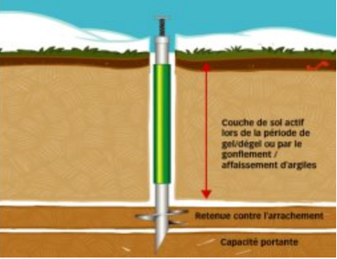 Couche de sol actif
lors de la période de
gel/dégel ou par le
gonflement /
affaissement d'argiles
Retenue contre l'arrachement
Capacité portante